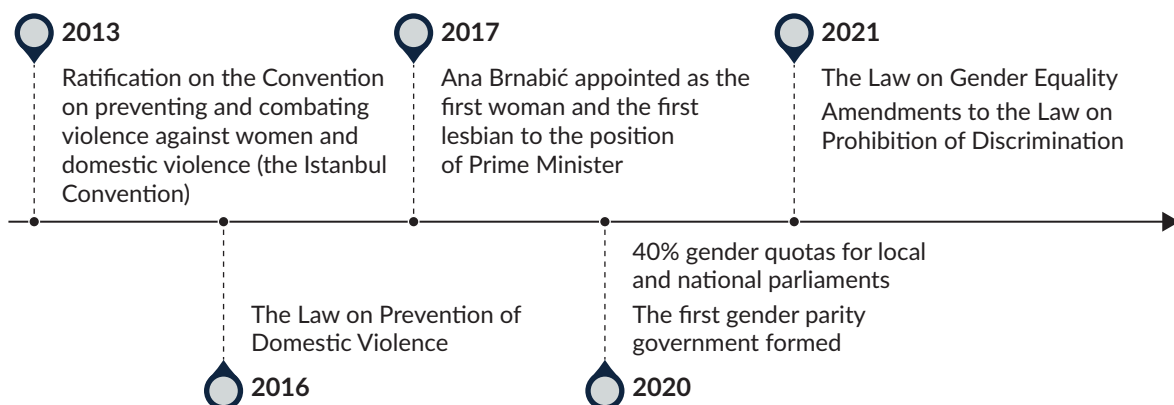 2013
Ratification on the Convention
on preventing and combating
violence against women and
domestic violence (the Istanbul
Convention)
2017
Ana Brnabić appointed as the
first woman and the first
lesbian to the position
of Prime Minister
2021
The Law on Gender Equality
Amendments to the Law on
Prohibition of Discrimination
The Law on Prevention of
Domestic Violence
2016
40% gender quotas for local
and national parliaments
The first gender parity
government formed
2020